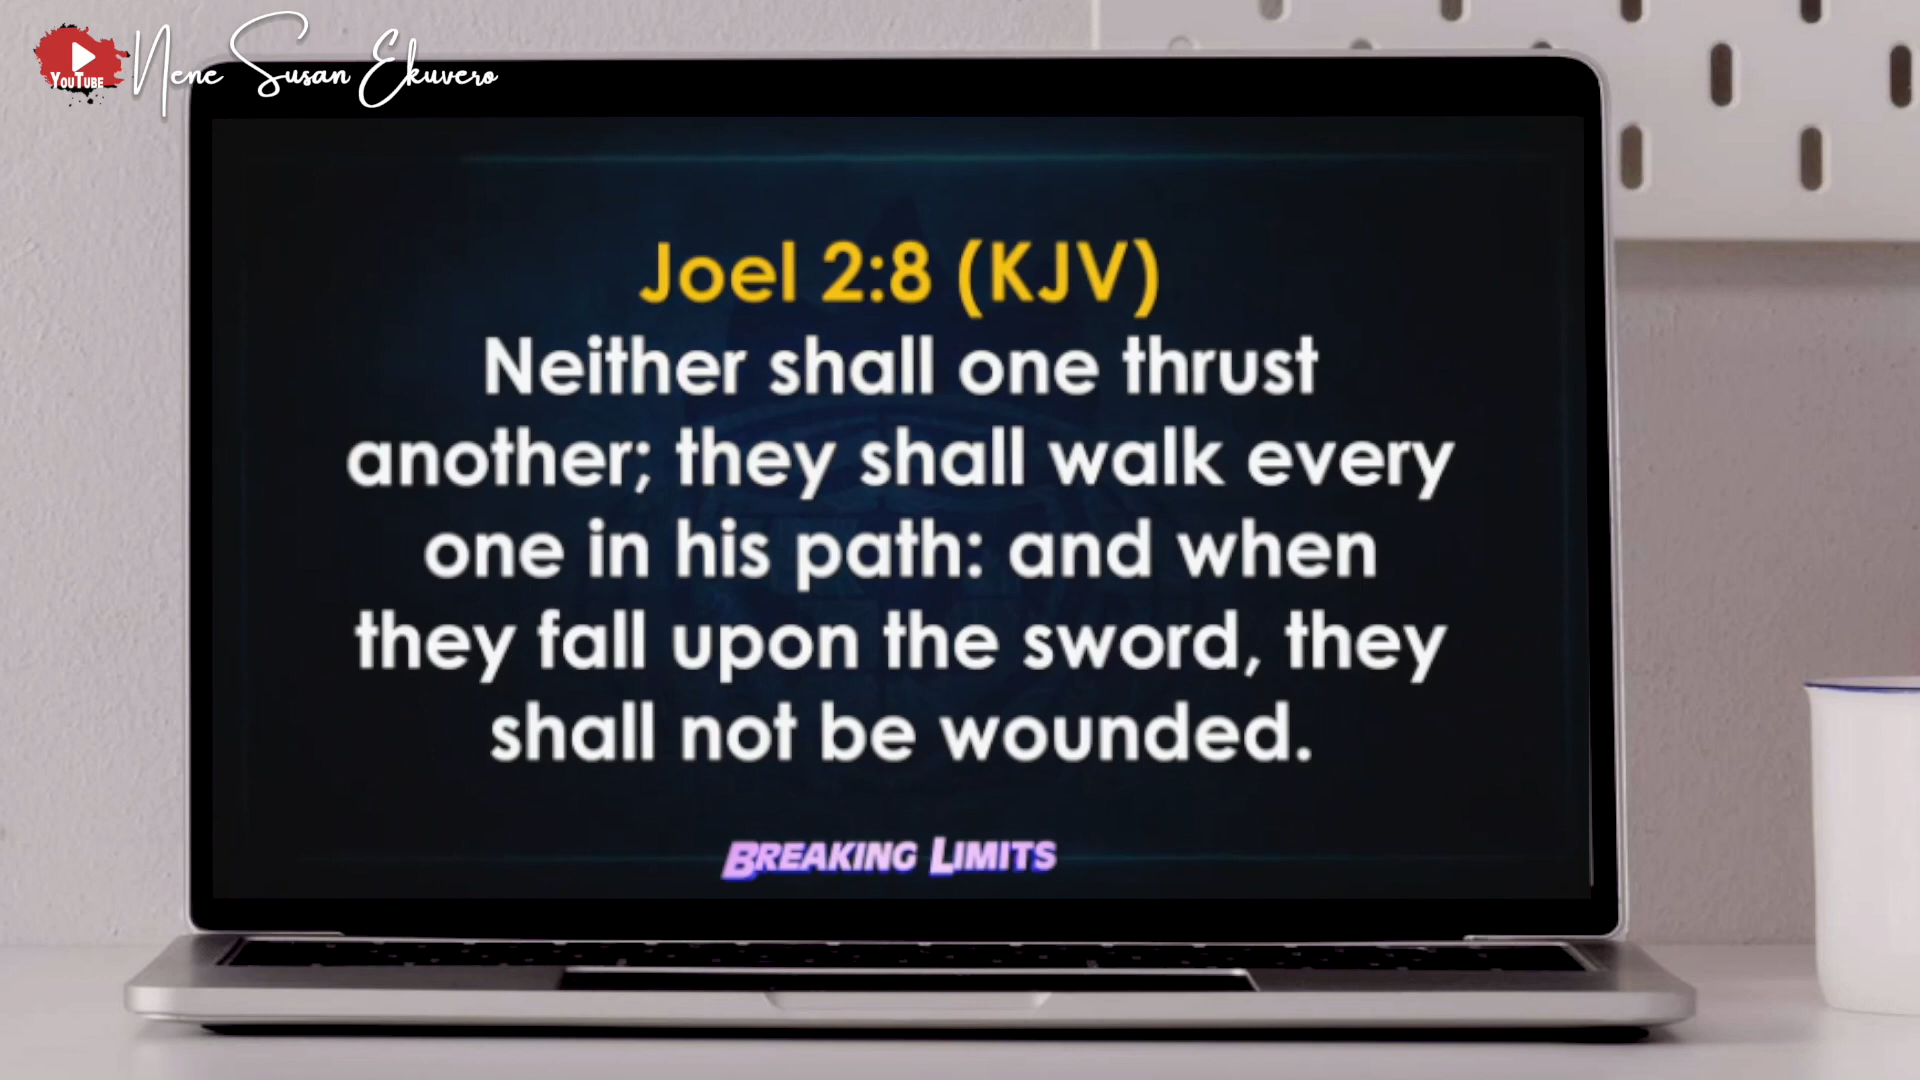 YouTube
Nene Susan Ekuvero
Joel 2:8 (KJV)
Neither shall one thrust
another; they shall walk every
one in his path: and when
they fall upon the sword, they
shall not be wounded.
BREAKING LIMITS